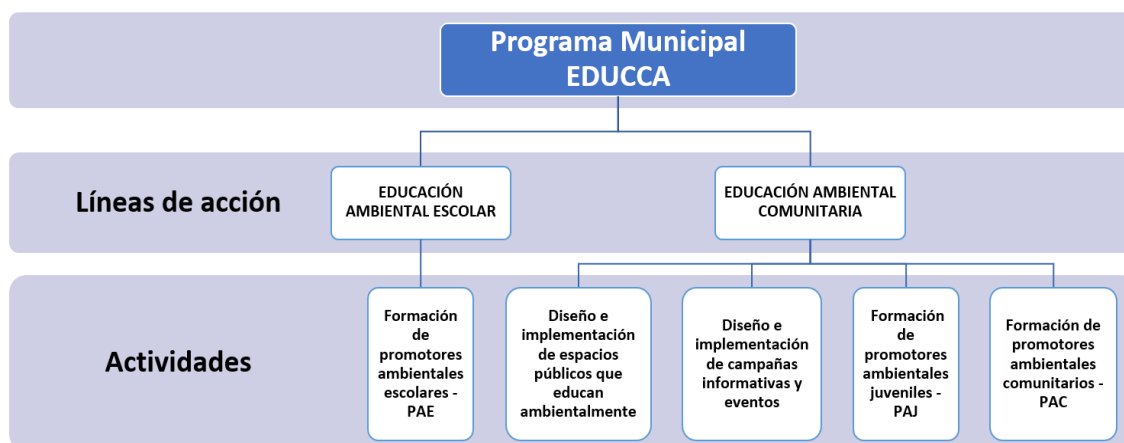 Programa Municipal
EDUCCA
Líneas de acción
EDUCACIÓN
AMBIENTAL ESCOLAR
EDUCACIÓN AMBIENTAL
COMUNITARIA
Actividades
Formación
de
promotores
ambientales
escolares -
PAE
Diseño e
implementación
de espacios
públicos que
educan
ambientalmente
Diseño e
implementación
de campañas
informativas y
eventos
Formación
de
promotores
ambientales
juveniles -
PAJ
Formación de
promotores
ambientales
comunitarios -
PAC